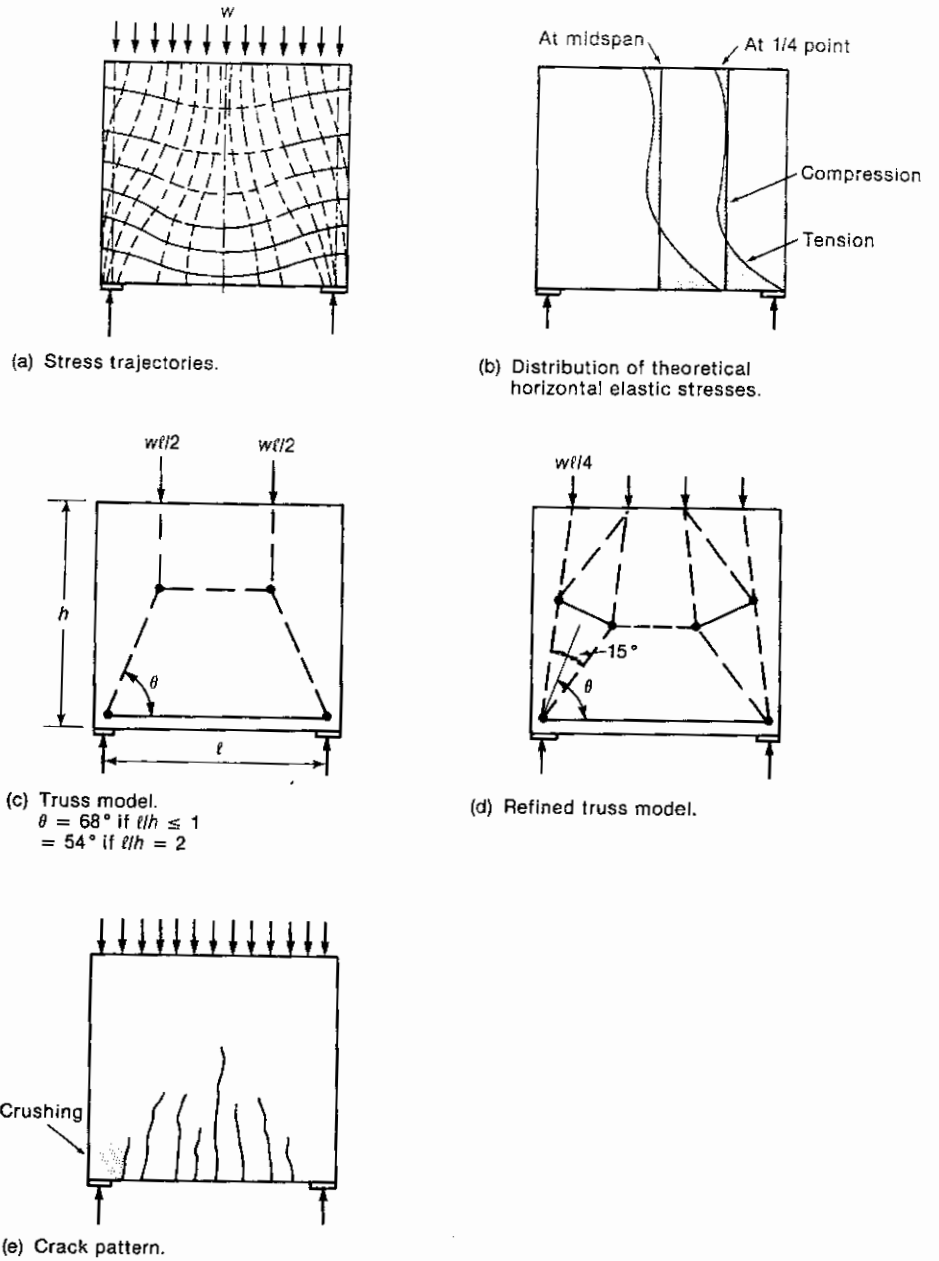 w
(a) Stress trajectories.
At midspan
At 1/4 point
Compression
Tension
(b) Distribution of theoretical
horizontal elastic stresses.
wℓ/2
wℓ/2
h
θ
ℓ
(c) Truss model.
θ = 68° if ℓ/h ≤ 1
= 54° if ℓ/h = 2
wℓ/4
15°
θ
(d) Refined truss model.
Crushing
(e) Crack pattern.